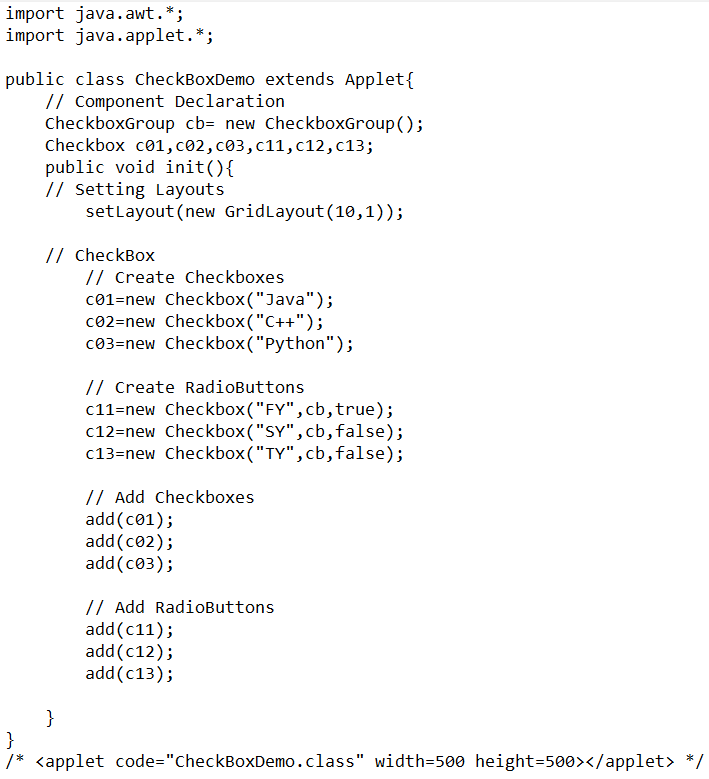 import java.awt.*;
import java.applet.*;

public class CheckBoxDemo extends Applet{
    // Component Declaration
    CheckboxGroup cb= new CheckboxGroup();
    Checkbox c01,c02,c03,c11,c12,c13;
    public void init(){
    // Setting Layouts
        setLayout(new GridLayout(10,1));

    // CheckBox
        // Create Checkboxes
        c01=new Checkbox("Java");
        c02=new Checkbox("C++");
        c03=new Checkbox("Python");

        // Create RadioButtons
        c11=new Checkbox("FY",cb,true);
        c12=new Checkbox("SY",cb,false);
        c13=new Checkbox("TY",cb,false);

        // Add Checkboxes
        add(c01);
        add(c02);
        add(c03);

        // Add RadioButtons
        add(c11);
        add(c12);
        add(c13);

    }
}
/* <applet code="CheckBoxDemo.class" width=500 height=500></applet> */